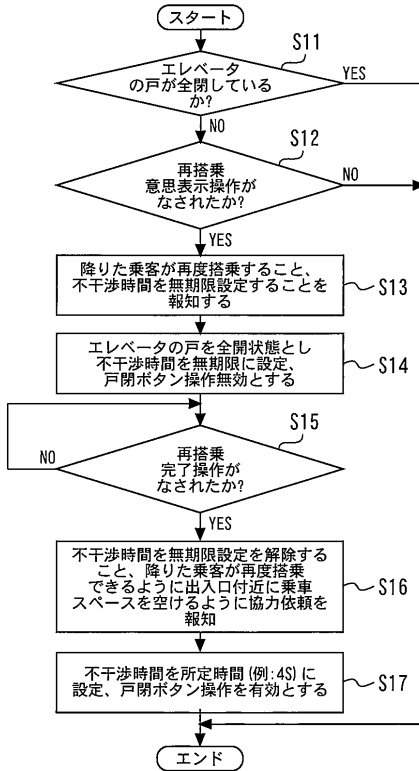 スタート
S11
エレベータ
の戸が全閉している
か?
YES
NO
S12
再搭乗
意思表示操作が
なされたか?
NO
YES
降りた乗客が再度搭乗すること、
不干渉時間を無期限設定することを
報知する
S13
エレベータの戸を全開状態とし
不干渉時間を無期限に設定、
戸閉ボタン操作無効とする
S14
S15
再搭乗
完了操作が
なされたか?
NO
YES
不干渉時間を無期限設定を解除する
こと、降りた乗客が再度搭乗
できるように出入口付近に乗車
スペースを空けるように協力依頼を
報知
S16
不干渉時間を所定時間(例:4S)に
設定、戸閉ボタン操作を有効とする
S17
エンド